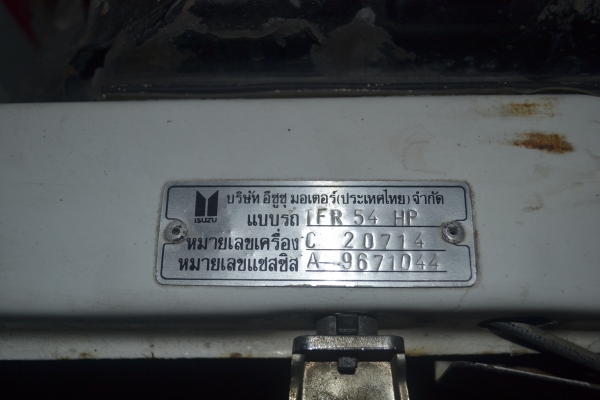 บริษัท อีซูซุ มอเตอร์(ประเทศไทย) จำกัด
ISUZU
แบบรถ TFR 54 HP
หมายเลขเครื่อง C 20714
หมายเลขแชสซิส A 9671044